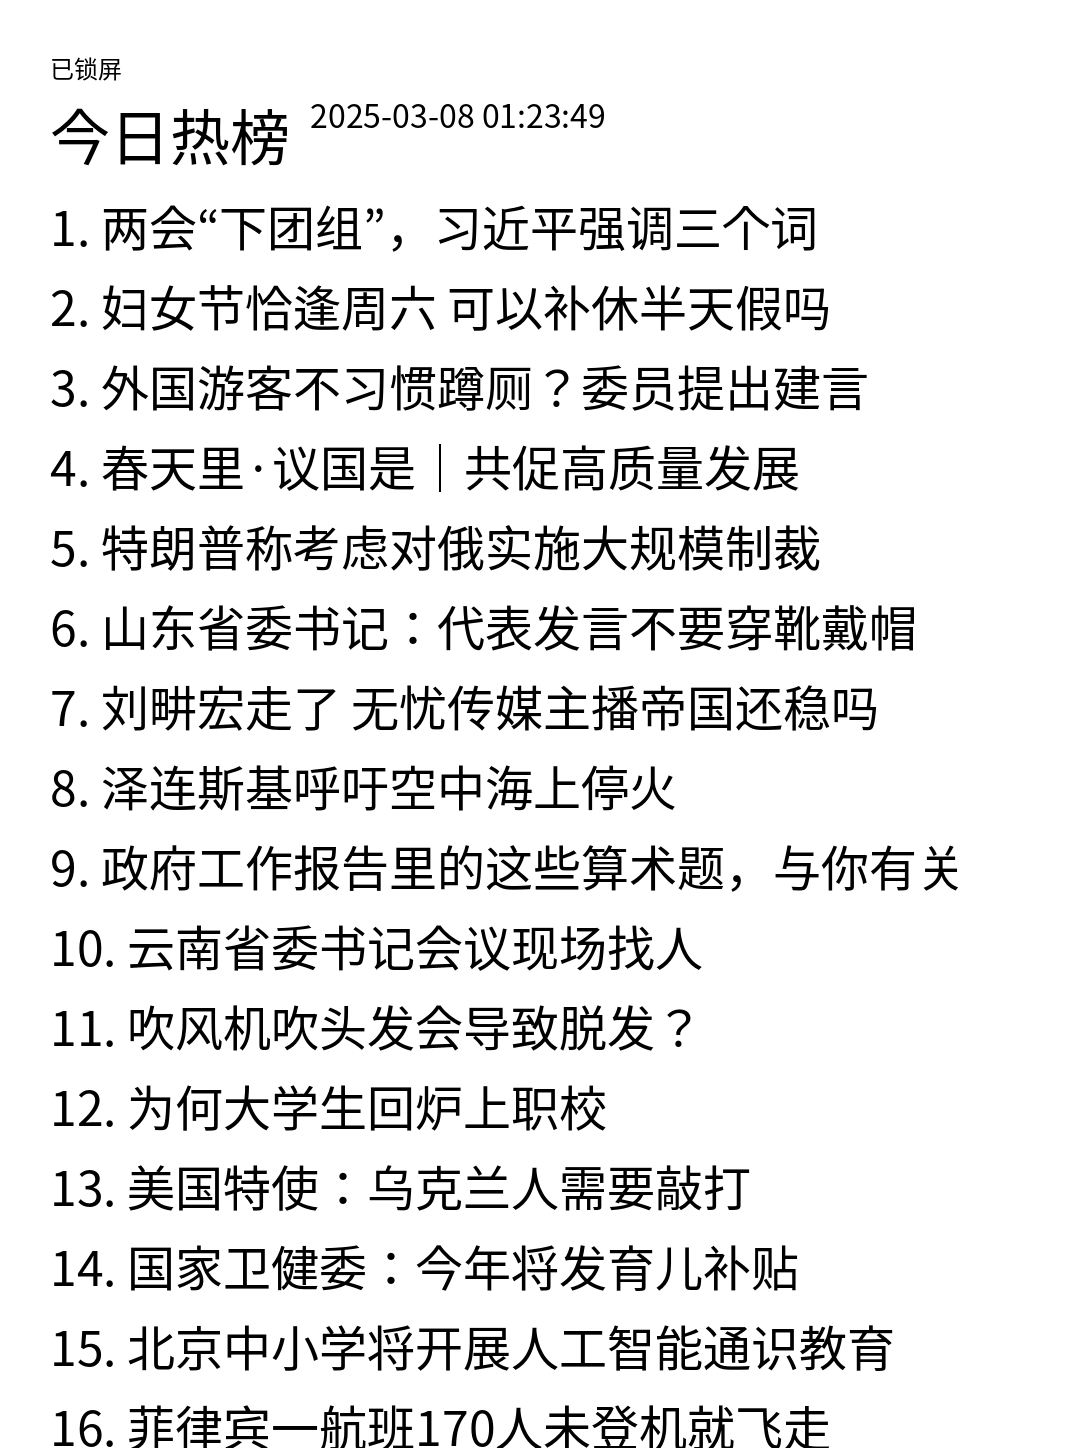 已锁屏
今日热榜 2025-03-08 01:23:49
1. 两会“下团组”，习近平强调三个词
2. 妇女节恰逢周六 可以补休半天假吗
3. 外国游客不习惯蹲厕？委员提出建言
4. 春天里·议国是｜共促高质量发展
5. 特朗普称考虑对俄实施大规模制裁
6. 山东省委书记：代表发言不要穿靴戴帽
7. 刘畊宏走了 无忧传媒主播帝国还稳吗
8. 泽连斯基呼吁空中海上停火
9. 政府工作报告里的这些算术题，与你有关
10. 云南省委书记会议现场找人
11. 吹风机吹头发会导致脱发？
12. 为何大学生回炉上职校
13. 美国特使：乌克兰人需要敲打
14. 国家卫健委：今年将发育儿补贴
15. 北京中小学将开展人工智能通识教育
16. 菲律宾一航班170人未登机就飞走